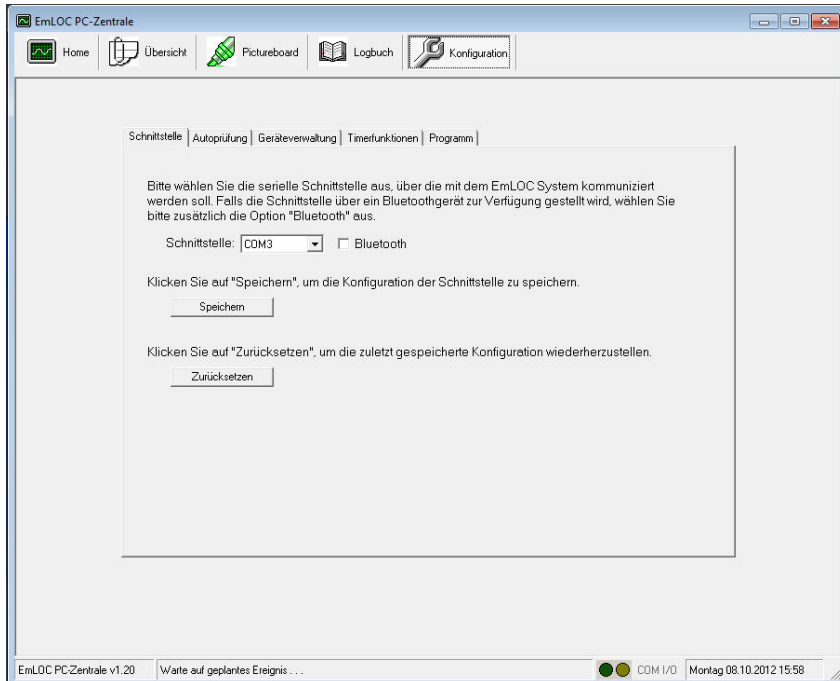 EmLOC PC-Zentrale
Home Übersicht Pictureboard Logbuch Konfiguration
Schnittstelle Autoprüfung Geräteverwaltung Timerfunktionen Programm
Bitte wählen Sie die serielle Schnittstelle aus, über die mit dem EmLOC System kommuniziert
werden soll. Falls die Schnittstelle über ein Bluetoothgerät zur Verfügung gestellt wird, wählen Sie
bitte zusätzlich die Option "Bluetooth" aus.
Schnittstelle: COM3 Bluetooth
Klicken Sie auf "Speichern", um die Konfiguration der Schnittstelle zu speichern.
Speichern
Klicken Sie auf "Zurücksetzen", um die zuletzt gespeicherte Konfiguration wiederherzustellen.
Zurücksetzen
EmLOC PC-Zentrale v1.20 Warte auf geplantes Ereignis . . . COM I/O Montag 08.10.2012 15:58